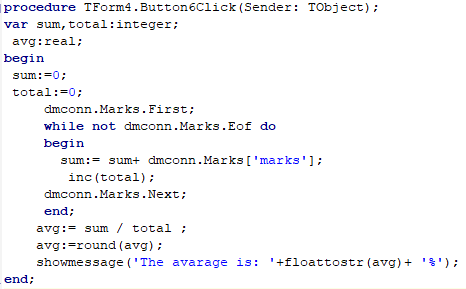 procedure TForm4.Button6Click(Sender: TObject);
var sum,total:integer;
avg:real;
begin
sum:=0;
total:=0;
dmconn.Marks.First;
while not dmconn.Marks.Eof do
begin
sum:= sum+ dmconn.Marks['marks'];
inc(total);
dmconn.Marks.Next;
end;
avg:= sum / total ;
avg:=round(avg);
showmessage('The avarage is: '+floattostr(avg)+ '%');
end;